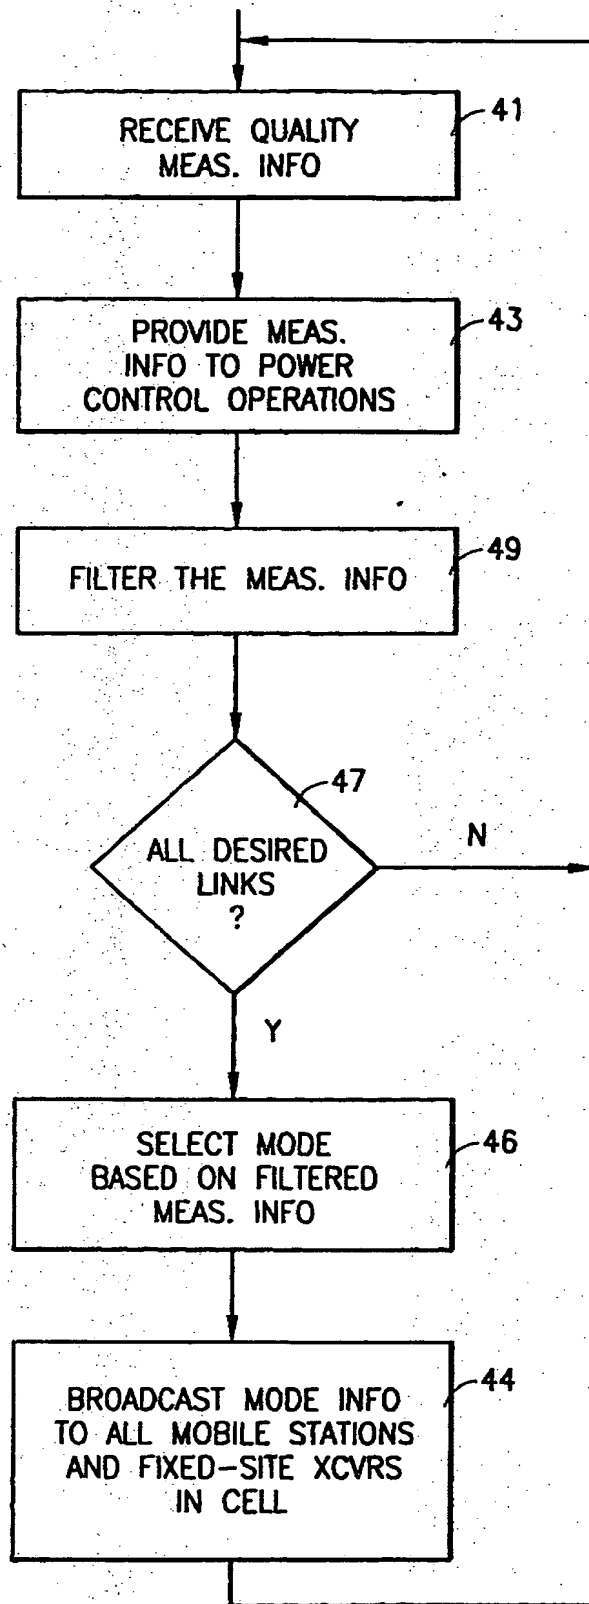 RECEIVE QUALITY
MEAS. INFO
41
PROVIDE MEAS.
INFO TO POWER
CONTROL OPERATIONS
43
FILTER THE MEAS. INFO
49
47
ALL DESIRED
LINKS
?
N
Y
SELECT MODE
BASED ON FILTERED
MEAS. INFO
46
BROADCAST MODE INFO
TO ALL MOBILE STATIONS
AND FIXED-SITE XCVRS
IN CELL
44